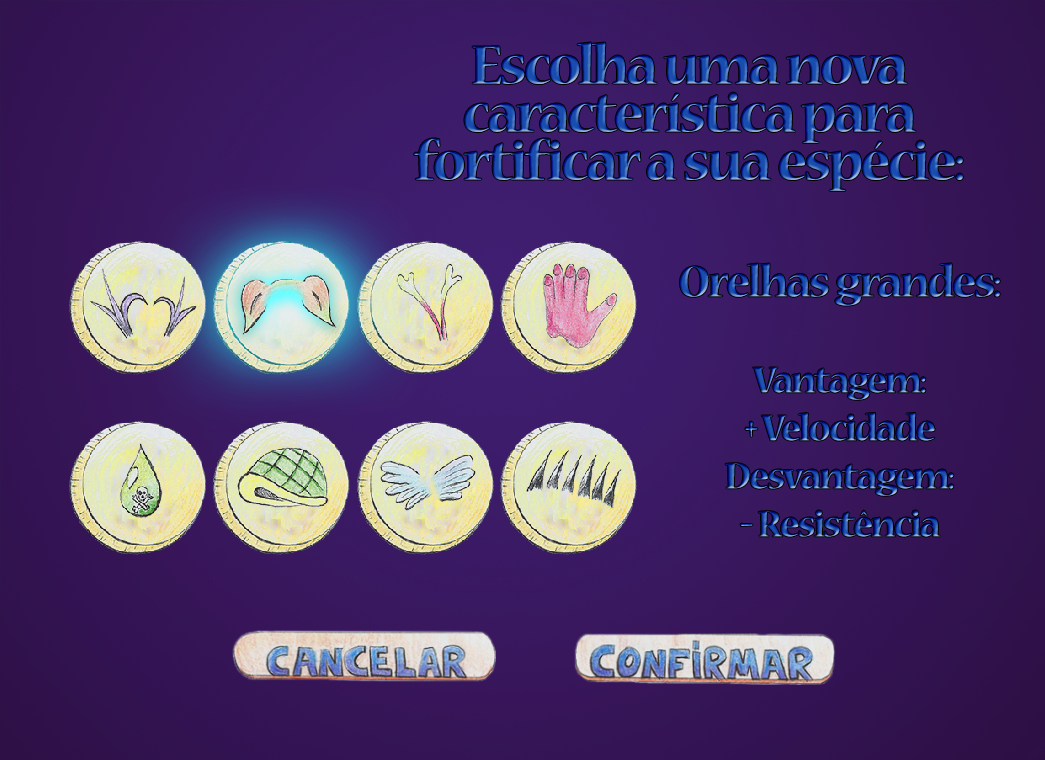 Escolha uma nova
característica para
fortificar a sua espécie:
Orelhas grandes:
Vantagem:
+ Velocidade
Desvantagem:
- Resistência
CANCELAR
CONFiRMAR